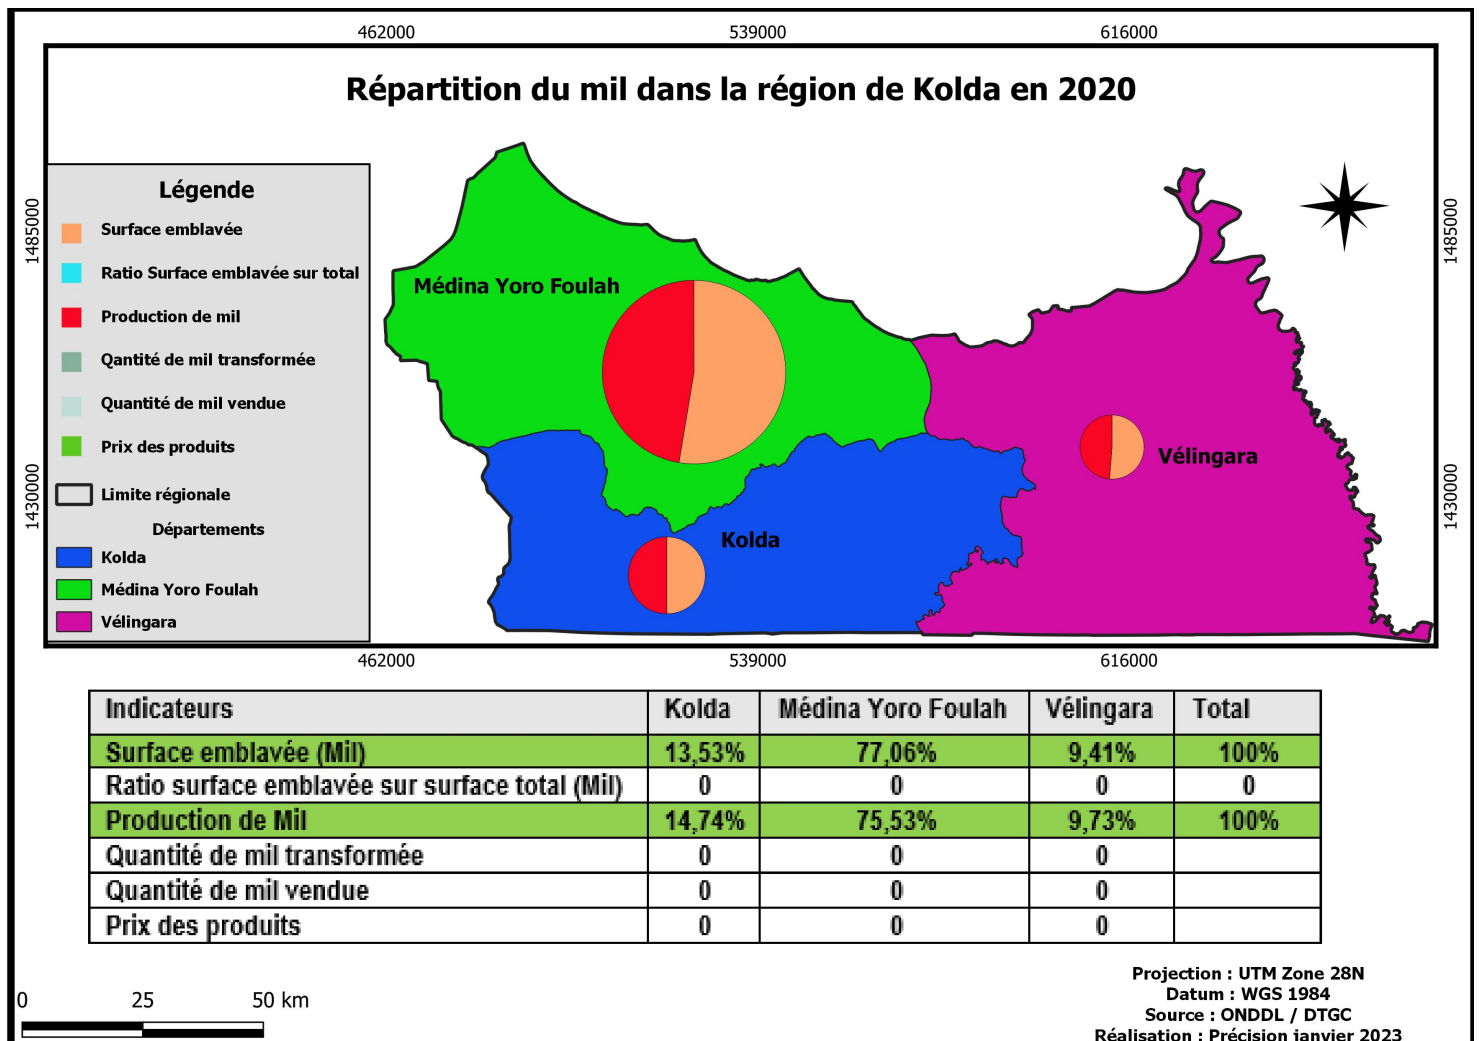 462000 539000 616000
Répartition du mil dans la région de Kolda en 2020
1485000
1485000
1430000
1430000
Légende
Surface emblavée
Ratio Surface emblavée sur total
Production de mil
Qantité de mil transformée
Quantité de mil vendue
Prix des produits
Limite régionale
Départements
Kolda
Médina Yoro Foulah
Vélingara
Médina Yoro Foulah
Vélingara
Kolda
462000 539000 616000
Indicateurs Kolda Médina Yoro Foulah Vélingara Total
Surface emblavée (Mil) 13,53% 77,06% 9,41% 100%
Ratio surface emblavée sur surface total (Mil) 0 0 0 0
Production de Mil 14,74% 75,53% 9,73% 100%
Quantité de mil transformée 0 0 0
Quantité de mil vendue 0 0 0
Prix des produits 0 0 0
0 25 50 km
Projection : UTM Zone 28N
Datum : WGS 1984
Source : ONDDL / DTGC
Réalisation : Précision janvier 2023